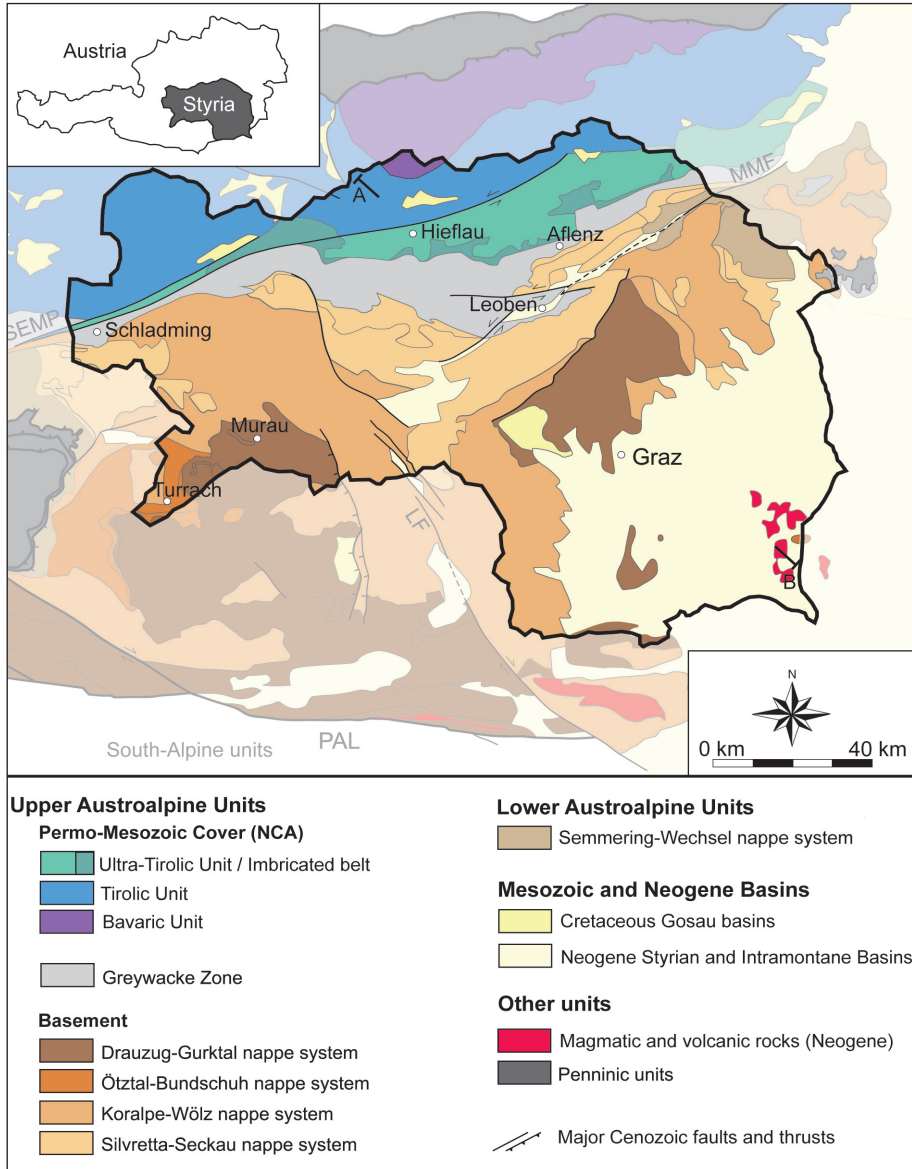 Austria
Styria
MMF
A
Hieflau
Aflenz
Leoben
SEMP
Schladming
Murau
Graz
Turrach
LF
B
N
South-Alpine units
PAL
0 km
40 km
Upper Austroalpine Units
Permo-Mesozoic Cover (NCA)
Ultra-Tirolic Unit / Imbricated belt
Tirolic Unit
Bavaric Unit
Greywacke Zone
Basement
Drauzug-Gurktal nappe system
Ötztal-Bundschuh nappe system
Koralpe-Wölz nappe system
Silvretta-Seckau nappe system
Lower Austroalpine Units
Semmering-Wechsel nappe system
Mesozoic and Neogene Basins
Cretaceous Gosau basins
Neogene Styrian and Intramontane Basins
Other units
Magmatic and volcanic rocks (Neogene)
Penninic units
Major Cenozoic faults and thrusts